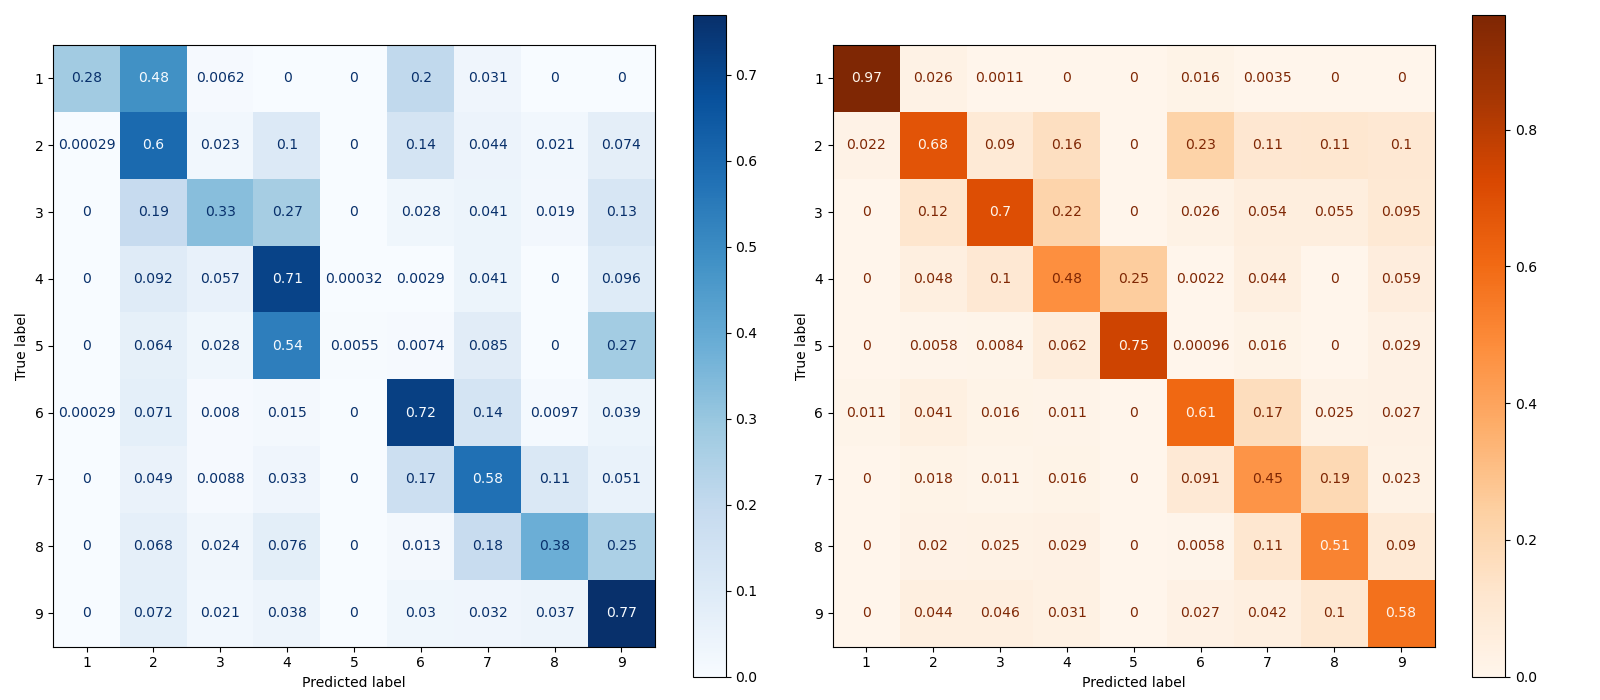 1 0.28 0.48 0.0062 0 0 0.2 0.031 0 0
2 0.00029 0.6 0.023 0.1 0 0.14 0.044 0.021 0.074
3 0 0.19 0.33 0.27 0 0.028 0.041 0.019 0.13
4 0 0.092 0.057 0.71 0.00032 0.0029 0.041 0 0.096
5 0 0.064 0.028 0.54 0.0055 0.0074 0.085 0 0.27
6 0.00029 0.071 0.008 0.015 0 0.72 0.14 0.0097 0.039
7 0 0.049 0.0088 0.033 0 0.17 0.58 0.11 0.051
8 0 0.068 0.024 0.076 0 0.013 0.18 0.38 0.25
9 0 0.072 0.021 0.038 0 0.03 0.032 0.037 0.77
1 2 3 4 5 6 7 8 9
Predicted label
True label
0.7
0.6
0.5
0.4
0.3
0.2
0.1
0.0
1 0.97 0.026 0.0011 0 0 0.016 0.0035 0 0
2 0.022 0.68 0.09 0.16 0 0.23 0.11 0.11 0.1
3 0 0.12 0.7 0.22 0 0.026 0.054 0.055 0.095
4 0 0.048 0.1 0.48 0.25 0.0022 0.044 0 0.059
5 0 0.0058 0.0084 0.062 0.75 0.00096 0.016 0 0.029
6 0.011 0.041 0.016 0.011 0 0.61 0.17 0.025 0.027
7 0 0.018 0.011 0.016 0 0.091 0.45 0.19 0.023
8 0 0.02 0.025 0.029 0 0.0058 0.11 0.51 0.09
9 0 0.044 0.046 0.031 0 0.027 0.042 0.1 0.58
1 2 3 4 5 6 7 8 9
Predicted label
True label
0.8
0.6
0.4
0.2
0.0